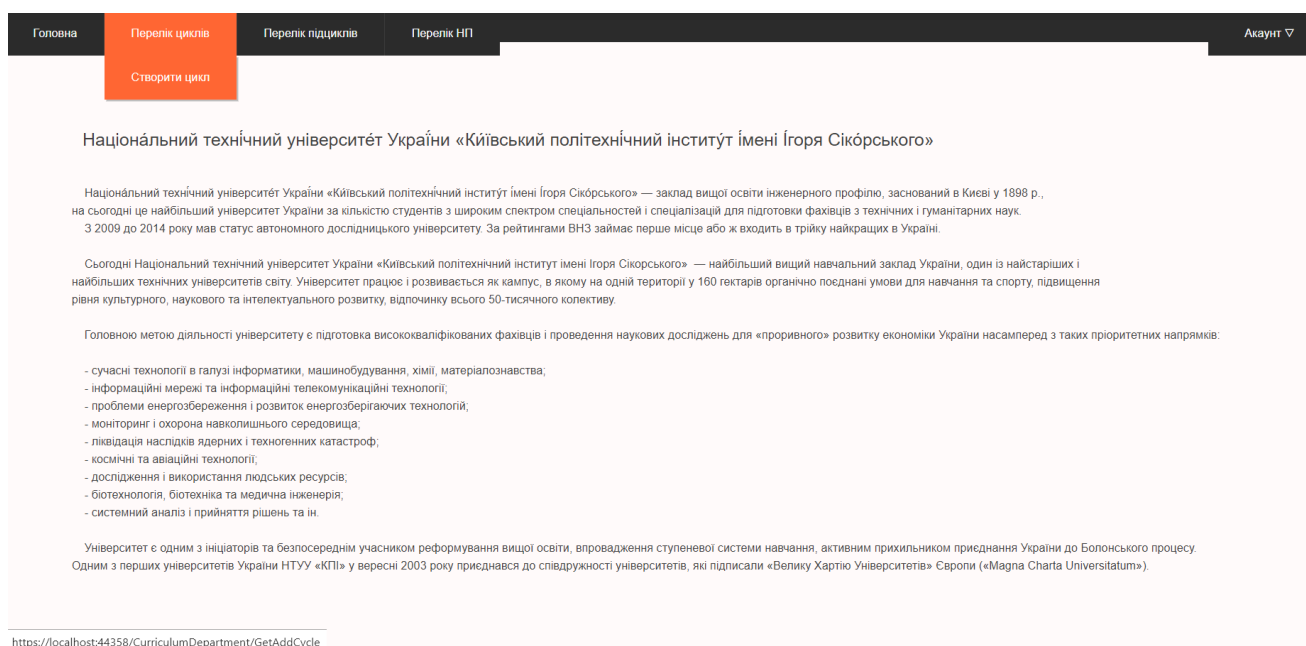 Головна Перелік циклів Перелік підциклів Перелік НП Акаунт ▽
Створити цикл
Націона́льний техні́чний університе́т Украї́ни «Ки́ївський політехні́чний інститу́т і́мені І́горя Сіко́рського»
Націона́льний техні́чний університе́т Украї́ни «Ки́ївський політехні́чний інститу́т і́мені І́горя Сіко́рського» — заклад вищої освіти інженерного профілю, заснований в Києві у 1898 р.,
на сьогодні це найбільший університет України за кількістю студентів з широким спектром спеціальностей і спеціалізацій для підготовки фахівців з технічних і гуманітарних наук.
З 2009 до 2014 року мав статус автономного дослідницького університету. За рейтингами ВНЗ займає перше місце або ж входить в трійку найкращих в Україні.
Сьогодні Національний технічний університет України «Київський політехнічний институт імені Ігоря Сікорського» — найбільший вищий навчальний заклад України, один із найстаріших і
найбільших технічних університетів світу. Університет працює і розвивається як кампус, в якому на одній території у 160 гектарів органічно поєднані умови для навчання та спорту, підвищення
рівня культурного, наукового та інтелектуального розвитку, відпочинку всього 50-тисячного колективу.
Головною метою діяльності університету є підготовка висококваліфікованих фахівців і проведення наукових досліджень для «проривного» розвитку економіки України насамперед з таких пріоритетних напрямків:
- сучасні технології в галузі інформатики, машинобудування, хімії, матеріалознавства;
- інформаційні мережі та інформаційні телекомунікаційні технології;
- проблеми енергозбереження і розвиток енергозберігаючих технологій;
- моніторинг і охорона навколишнього середовища;
- ліквідація наслідків ядерних і техногенних катастроф;
- космічні та авіаційні технології;
- дослідження і використання людських ресурсів;
- біотехнологія, біотехніка та медична інженерія;
- системний аналіз і прийняття рішень та ін.
Університет є одним з ініціаторів та безпосереднім учасником реформування вищої освіти, впровадження ступеневої системи навчання, активним прихильником приєднання України до Болонського процесу.
Одним з перших університетів України НТУУ «КПІ» у вересні 2003 року приєднався до співдружності університетів, які підписали «Велику Хартію Університетів» Європи («Magna Charta Universitatum»).
https://localhost:44358/CurriculumDepartment/GetAddCycle